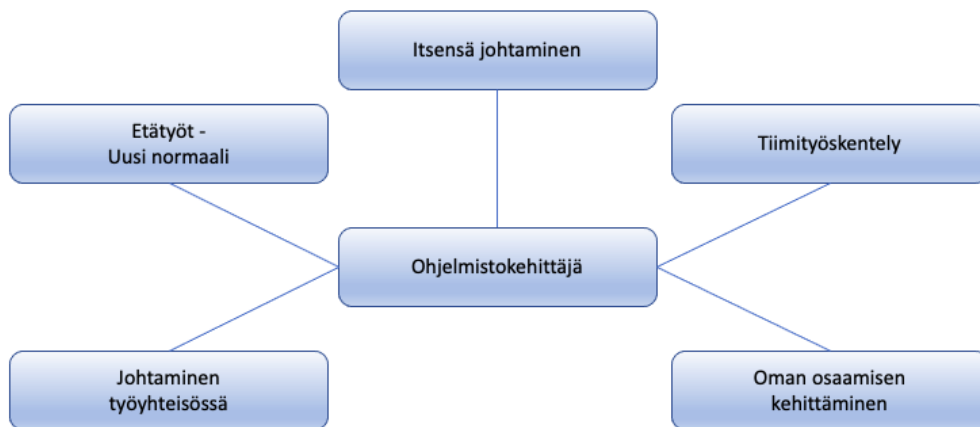 Itsensä johtaminen
Etätyöt -
Uusi normaali
Tiimityöskentely
Ohjelmistokehittäjä
Johtaminen
työyhteisössä
Oman osaamisen
kehittäminen